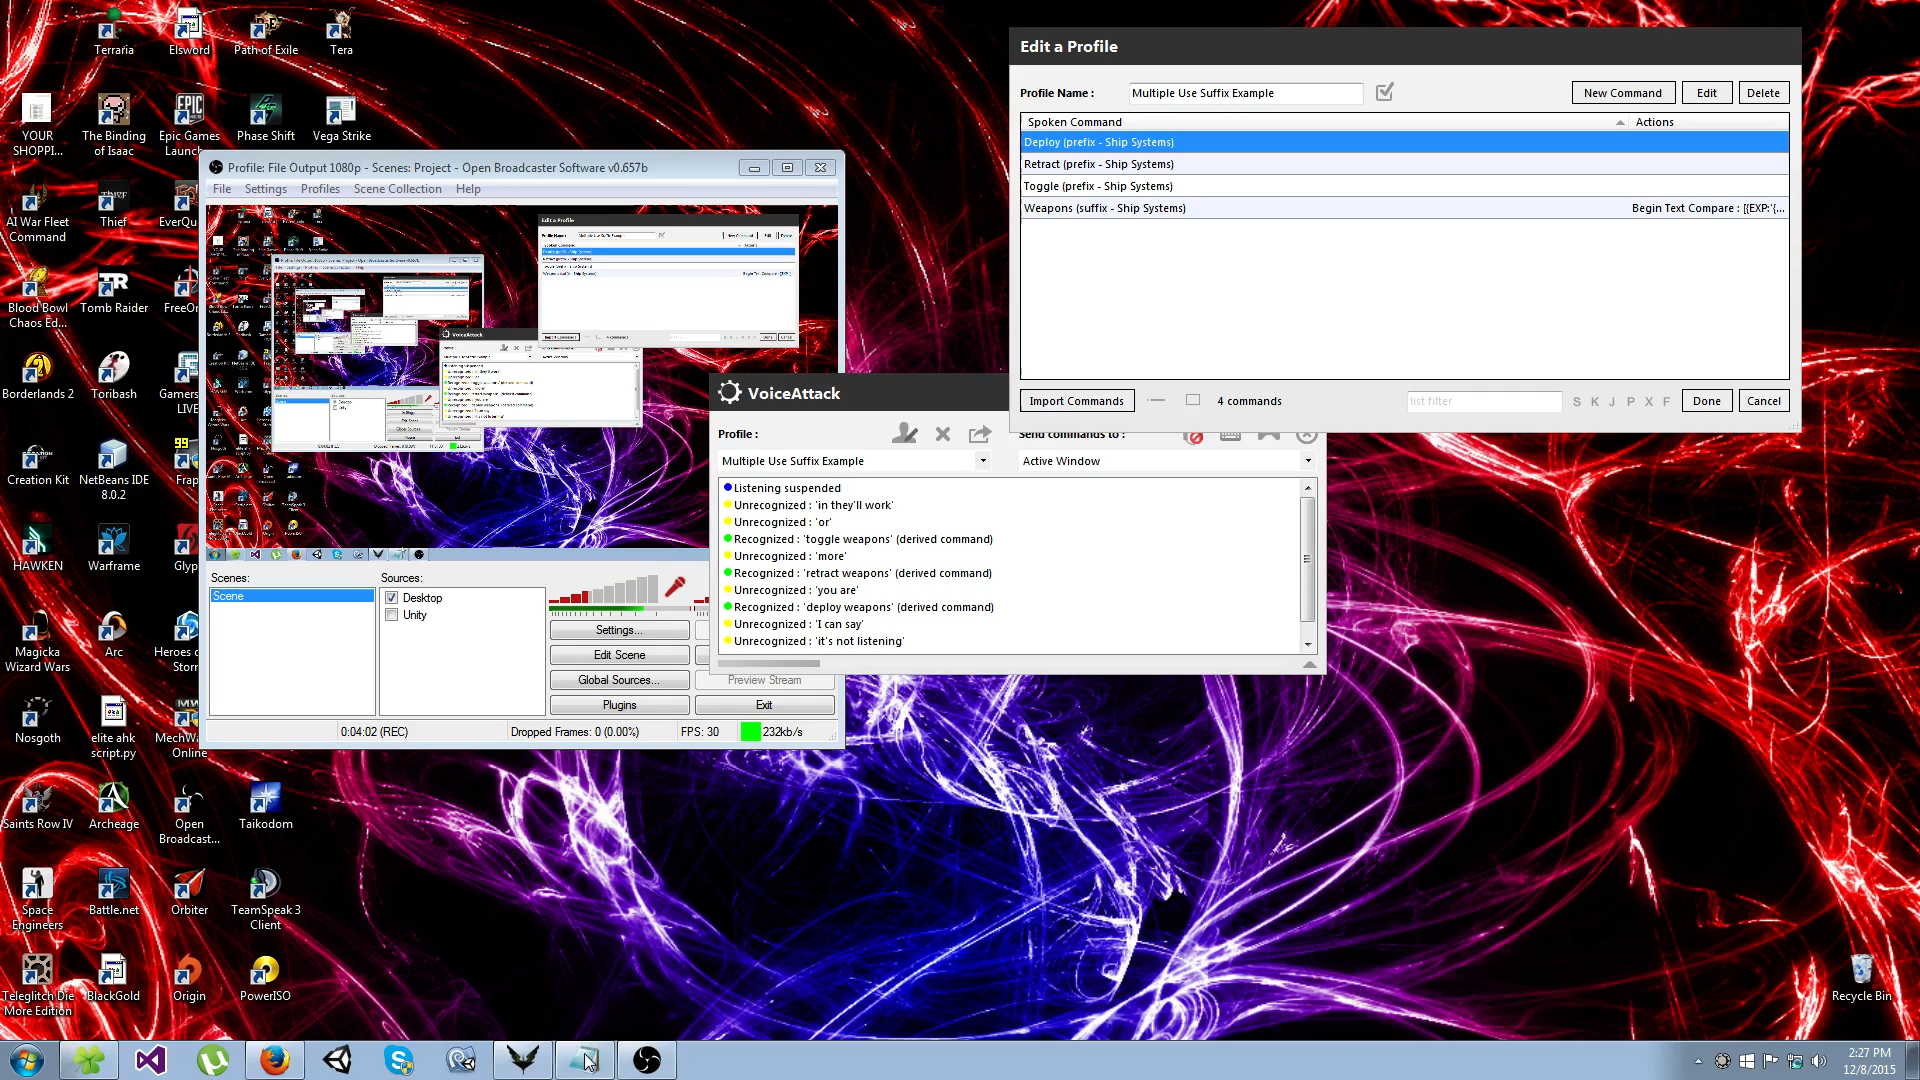 Terraria
Elsword
Path of Exile
Tera
YOUR SHOPPI...
The Binding of Isaac
Epic Games Launch
Phase Shift
Vega Strike
AI War Fleet Command
Thief
EverQu
Blood Bowl Chaos Ed...
Tomb Raider
FreeOr
Borderlands 2
Toribash
Gamers LIVE
Creation Kit
NetBeans IDE 8.0.2
Frap
HAWKEN
Warframe
Glyp
Magicka Wizard Wars
Arc
Heroes o Storm
Nosgoth
elite ahk script.py
MechWa Online
Saints Row IV
Archeage
Open Broadcast...
Taikodom
Space Engineers
Battle.net
Orbiter
TeamSpeak 3 Client
Teleglitch Die More Edition
BlackGold
Origin
PowerISO
Recycle Bin
Profile: File Output 1080p - Scenes: Project - Open Broadcaster Software v0.657b
File Settings Profiles Scene Collection Help
Scenes:
Scene
Sources:
Desktop
Unity
Settings...
Edit Scene
Global Sources...
Preview Stream
Plugins
Exit
0:04:02 (REC)
Dropped Frames: 0 (0.00%)
FPS: 30
232kb/s
Edit a Profile
Profile Name :
Multiple Use Suffix Example
New Command
Edit
Delete
Spoken Command
Actions
Deploy (prefix - Ship Systems)
Retract (prefix - Ship Systems)
Toggle (prefix - Ship Systems)
Weapons (suffix - Ship Systems)
Begin Text Compare : [{EXP:'{...
Import Commands
4 commands
list filter
S K J P X F
Done
Cancel
VoiceAttack
Profile :
Send commands to :
Multiple Use Suffix Example
Active Window
Listening suspended
Unrecognized : 'in they'll work'
Unrecognized : 'or'
Recognized : 'toggle weapons' (derived command)
Unrecognized : 'more'
Recognized : 'retract weapons' (derived command)
Unrecognized : 'you are'
Recognized : 'deploy weapons' (derived command)
Unrecognized : 'I can say'
Unrecognized : 'it's not listening'
2:27 PM
12/8/2015